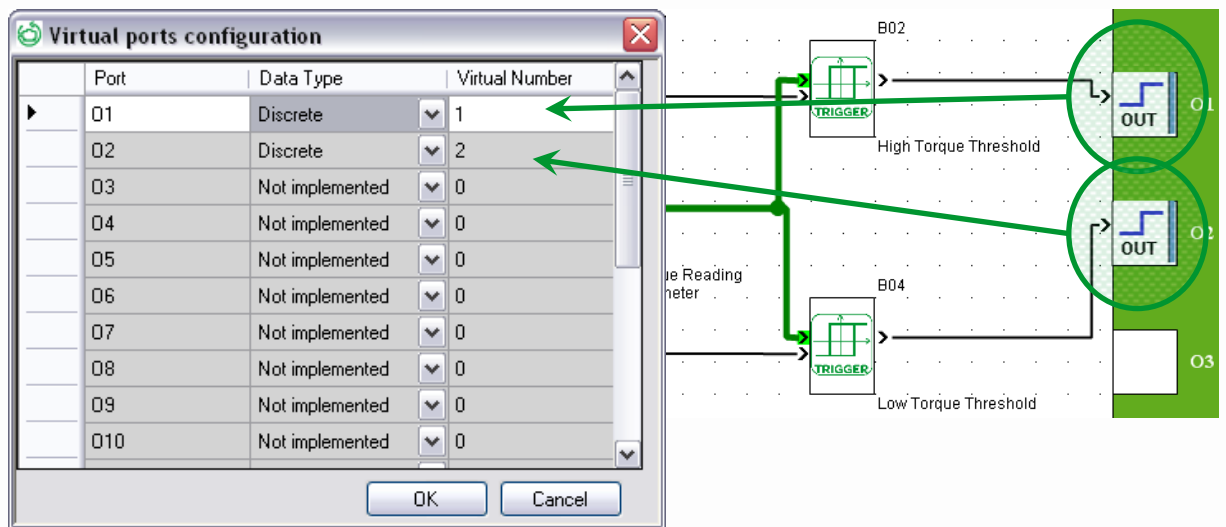 Virtual ports configuration
Port Data Type Virtual Number
O1 Discrete 1
O2 Discrete 2
O3 Not implemented 0
O4 Not implemented 0
O5 Not implemented 0
O6 Not implemented 0
O7 Not implemented 0
O8 Not implemented 0
O9 Not implemented 0
O10 Not implemented 0
OK Cancel
B02
TRIGGER
High Torque Threshold
OUT
O1
OUT
O2
Reading
B04
TRIGGER
Low Torque Threshold
O3